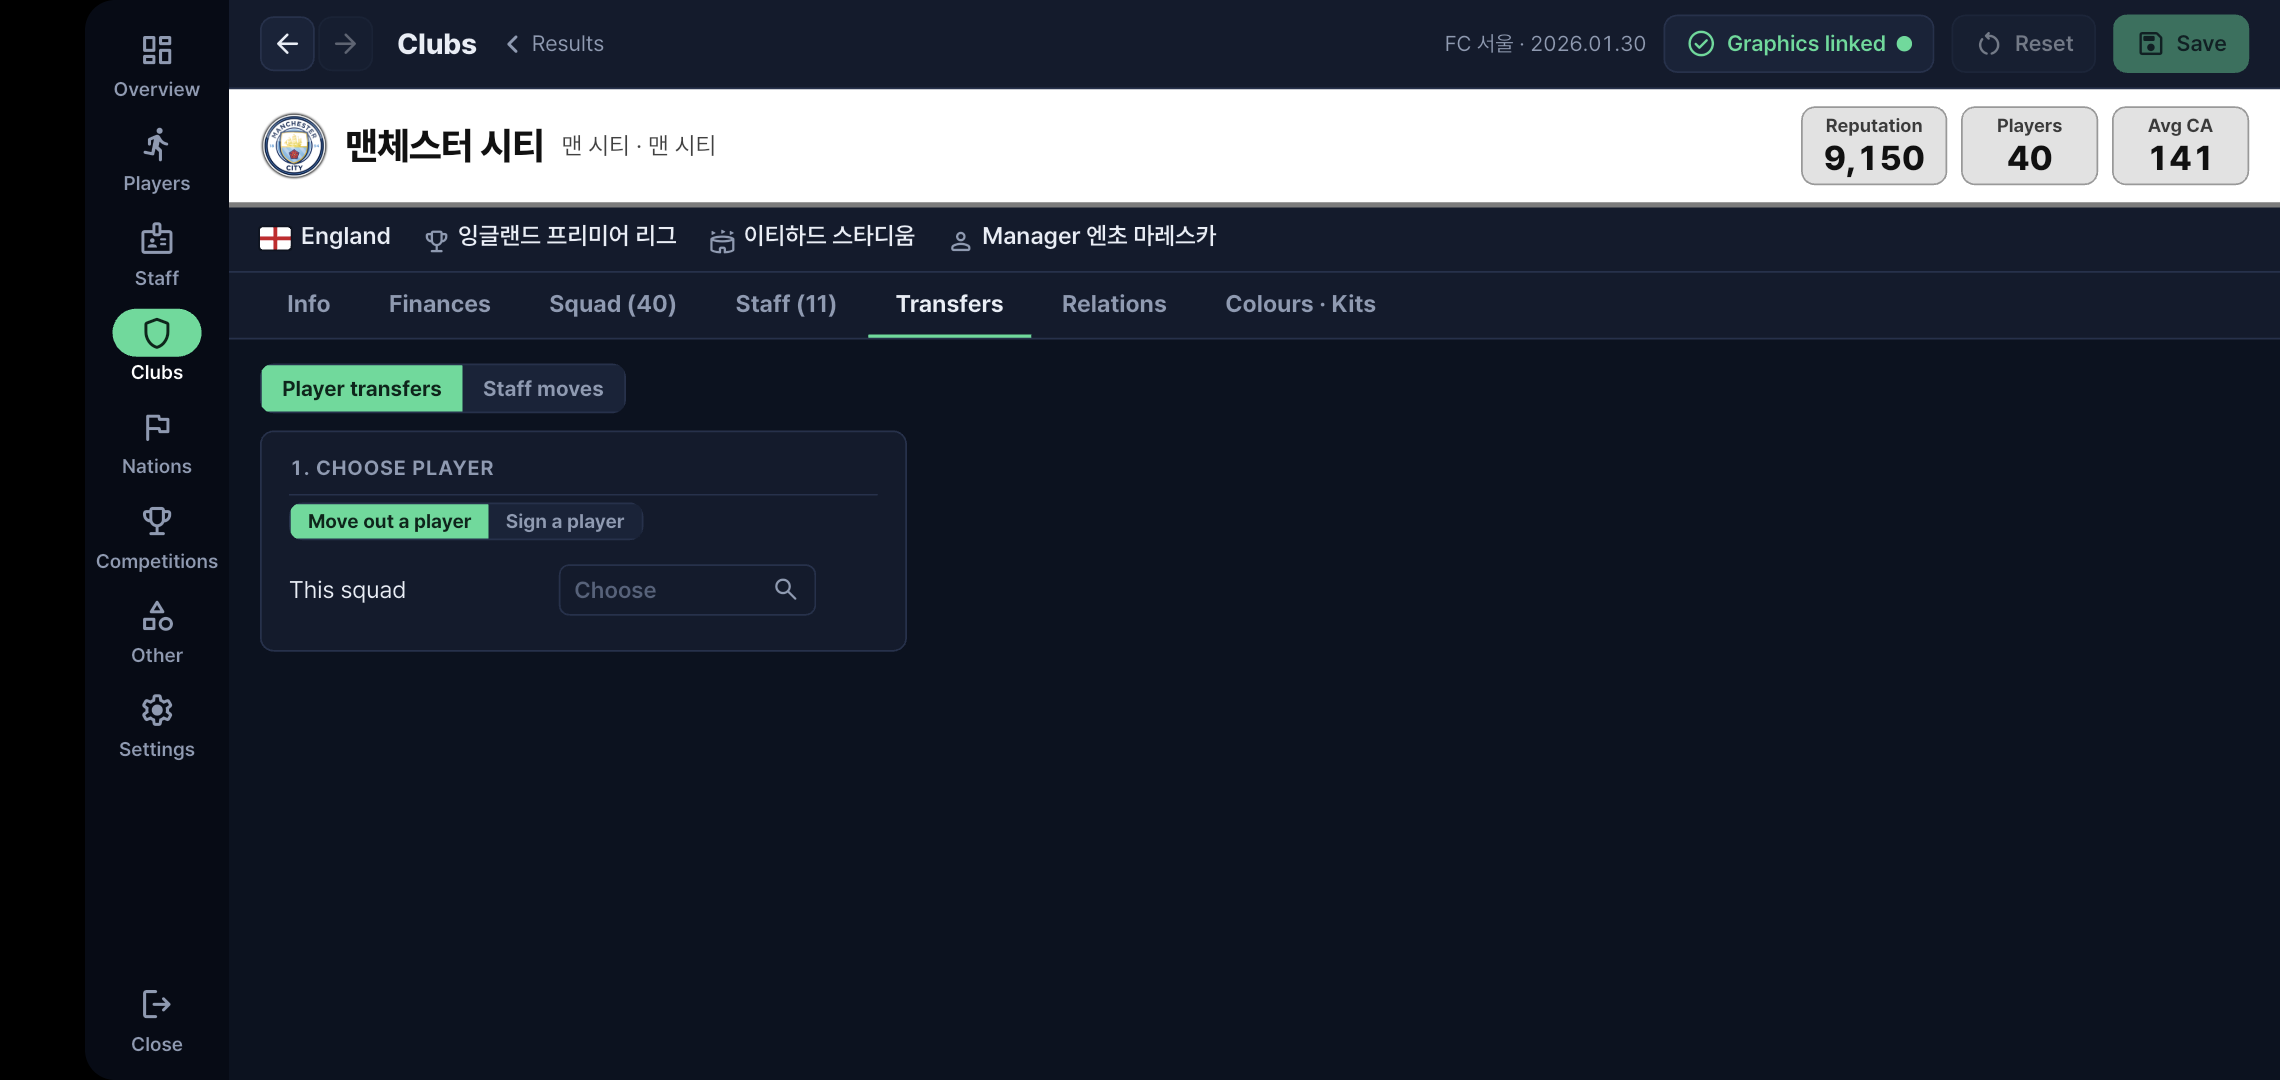 Overview
Players
Staff
Clubs
Nations
Competitions
Other
Settings
Close
Clubs
Results
FC 서울 · 2026.01.30
Graphics linked
Reset
Save
MANCHESTER
CITY
맨체스터 시티
맨 시티 · 맨 시티
Reputation
9,150
Players
40
Avg CA
141
England
잉글랜드 프리미어 리그
이티하드 스타디움
Manager 엔초 마레스카
Info
Finances
Squad (40)
Staff (11)
Transfers
Relations
Colours · Kits
Player transfers
Staff moves
1. CHOOSE PLAYER
Move out a player
Sign a player
This squad
Choose